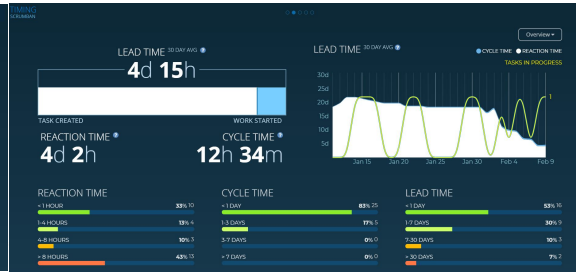 TIMING
SCRUMBAN
Overview
LEAD TIME 30 DAY AVG. ?
4d 15h
TASK CREATED WORK STARTED
REACTION TIME ?
4d 2h
CYCLE TIME ?
12h 34m
LEAD TIME 30 DAY AVG. ?
CYCLE TIME REACTION TIME
TASKS IN PROGRESS
30d
25d
20d
15d
10d
5d
1
Jan 15 Jan 20 Jan 25 Jan 30 Feb 4 Feb 9
REACTION TIME
< 1 HOUR 33% 10
1-4 HOURS 13% 4
4-8 HOURS 10% 3
> 8 HOURS 43% 13
CYCLE TIME
< 1 DAY 83% 25
1-3 DAYS 17% 5
3-7 DAYS 0% 0
> 7 DAYS 0% 0
LEAD TIME
< 1 DAY 53% 16
1-7 DAYS 30% 9
7-30 DAYS 10% 3
> 30 DAYS 7% 2